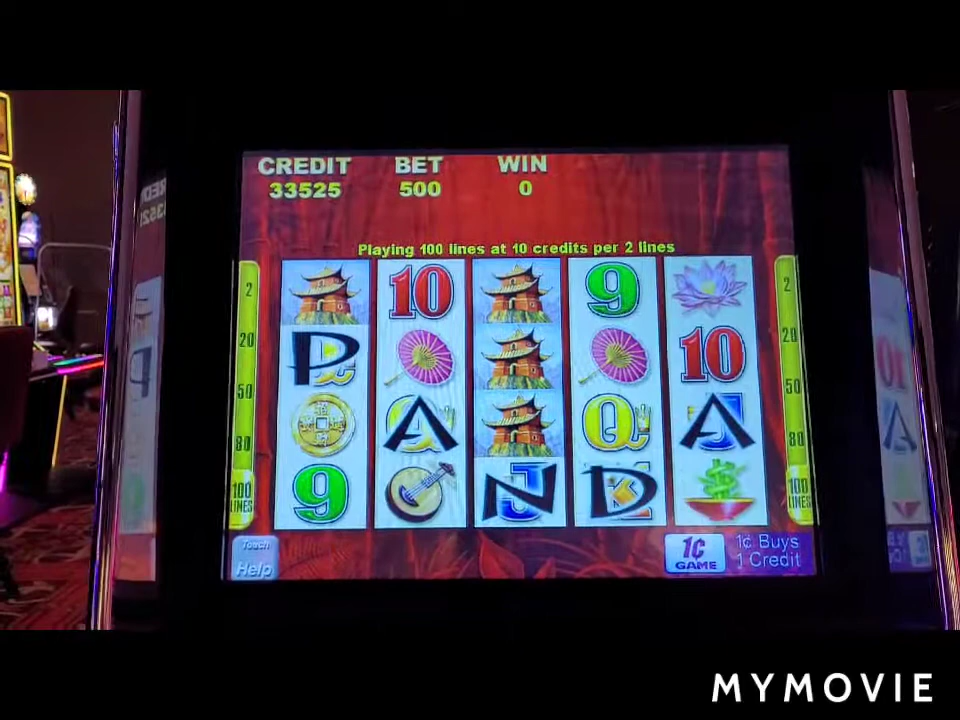 CREDIT BET WIN
33525 500 0
Playing 100 lines at 10 credits per 2 lines
2 10 9 2
20 P 10 20
50 A Q A 50
80 80
100 LINES 9 N D 100 LINES
Teach
Help
1¢ GAME
1¢ Buys
1 Credit
MYMOVIE